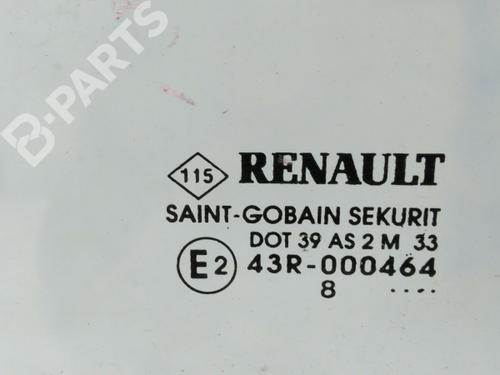 B-PARTS
115 RENAULT
SAINT-GOBAIN SEKURIT
DOT 39 AS 2 M 33
E2 43R-000464
8 ....